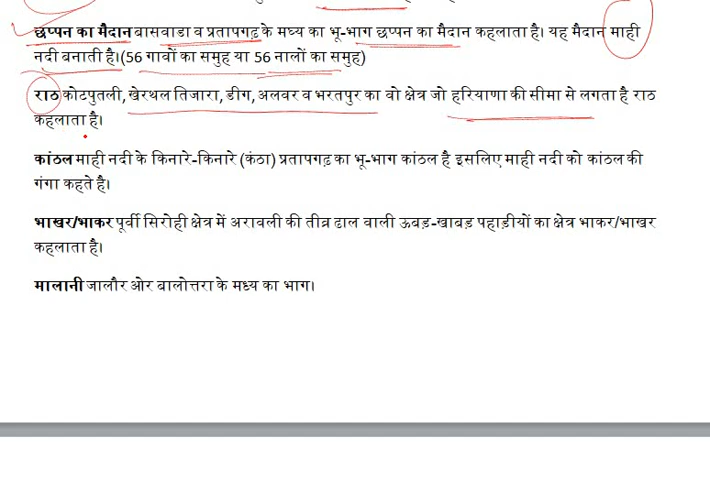 छप्पन का मैदान बासवाडा व प्रतापगढ़ के मघ्य का भू-भाग छप्पन का मैदान कहलाता है। यह मैदान माही
नदी बनाती है।(56 गावों का समुह या 56 नालों का समुह)
राठ कोटपुतली, खेरथल तिजारा, डीग, अलवर व भरतपुर का वो क्षेत्र जो हरियाणा की सीमा से लगता है राठ
कहलाता है।
कांठल माही नदी के किनारे-किनारे (कंठा) प्रतापगढ़ का भू-भाग कांठल है इसलिए माही नदी को कांठल की
गंगा कहते है।
भाखर/भाकर पूर्वी सिरोही क्षेत्र में अरावली की तीव्र ढाल वाली ऊबड़-खाबड़ पहाड़ीयों का क्षेत्र भाकर/भाखर
कहलाता है।
मालानी जालौर ओर बालोत्तरा के मध्य का भाग।